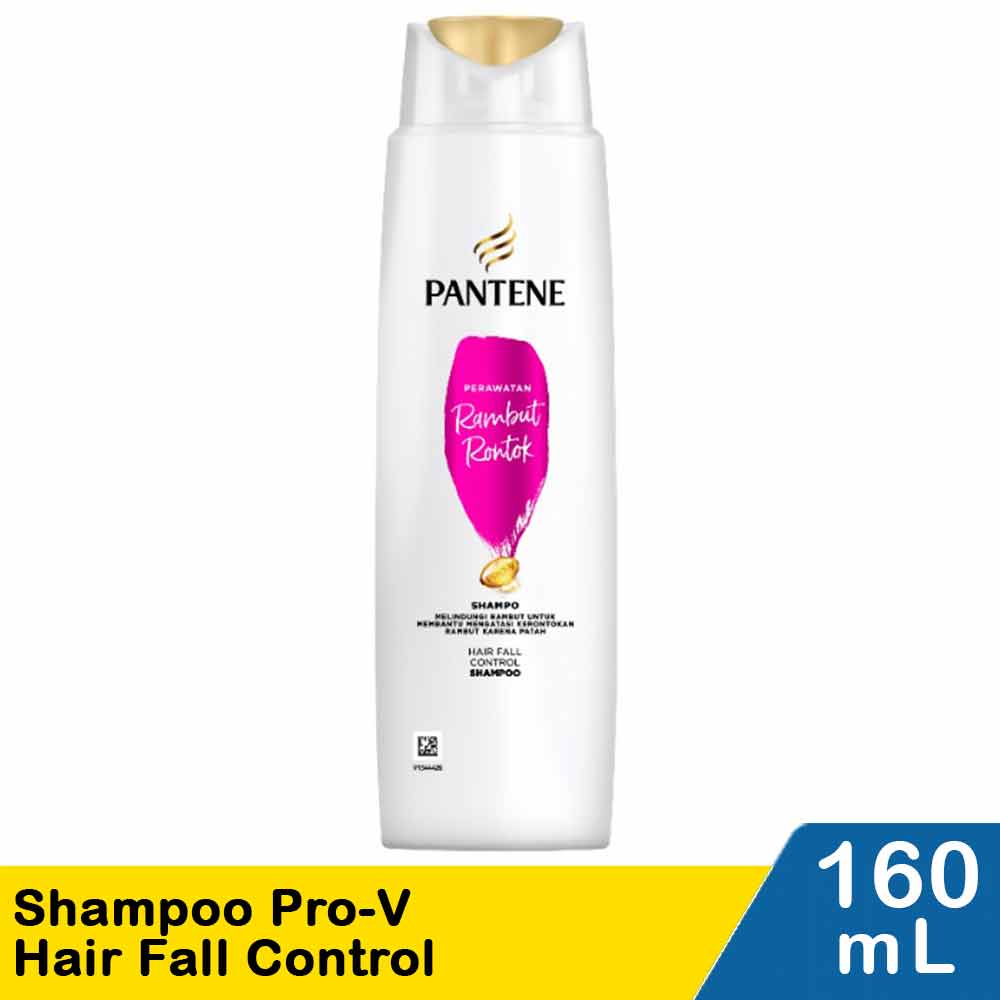 PANTENE
PERAWATAN
Rambut
Rontok
SHAMPO
MELINDUNGI RAMBUT UNTUK
MEMBANTU MENGATASI KERONTOKAN
RAMBUT KARENA PATAH
HAIR FALL
CONTROL
SHAMPOO
Shampoo Pro-V
Hair Fall Control
160
mL